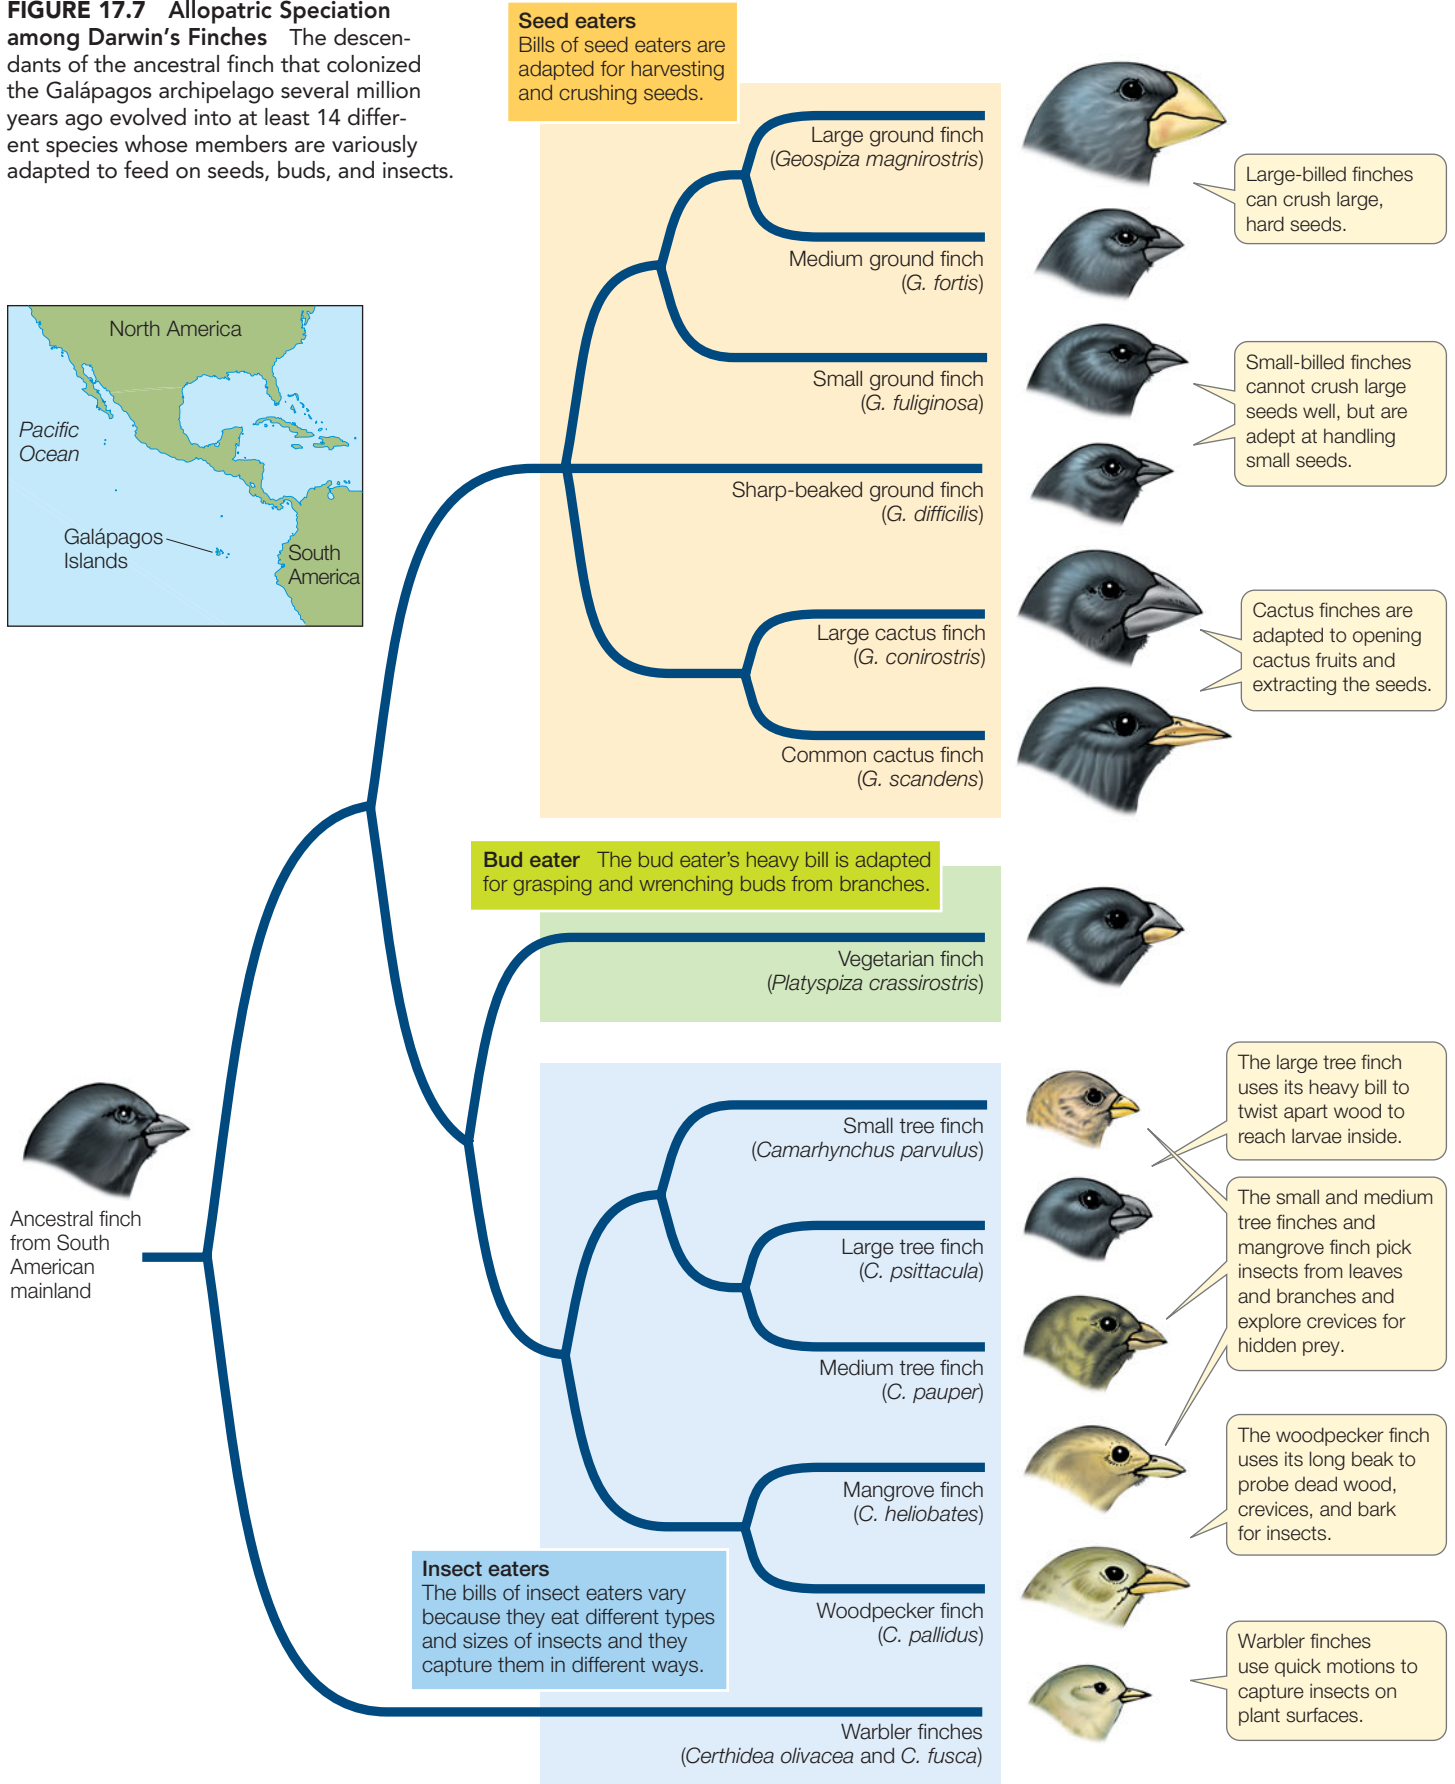 FIGURE 17.7 Allopatric Speciation
among Darwin's Finches The descen-
dants of the ancestral finch that colonized
the Galápagos archipelago several million
years ago evolved into at least 14 differ-
ent species whose members are variously
adapted to feed on seeds, buds, and insects.
North America
Pacific
Ocean
Galápagos
Islands
South
America
Seed eaters
Bills of seed eaters are
adapted for harvesting
and crushing seeds.
Large ground finch
(Geospiza magnirostris)
Large-billed finches
can crush large,
hard seeds.
Medium ground finch
(G. fortis)
Small ground finch
(G. fuliginosa)
Small-billed finches
cannot crush large
seeds well, but are
adept at handling
small seeds.
Sharp-beaked ground finch
(G. difficilis)
Large cactus finch
(G. conirostris)
Cactus finches are
adapted to opening
cactus fruits and
extracting the seeds.
Common cactus finch
(G. scandens)
Bud eater The bud eater's heavy bill is adapted
for grasping and wrenching buds from branches.
Vegetarian finch
(Platyspiza crassirostris)
Ancestral finch
from South
American
mainland
Small tree finch
(Camarhynchus parvulus)
The large tree finch
uses its heavy bill to
twist apart wood to
reach larvae inside.
Large tree finch
(C. psittacula)
The small and medium
tree finches and
mangrove finch pick
insects from leaves
and branches and
explore crevices for
hidden prey.
Medium tree finch
(C. pauper)
Mangrove finch
(C. heliobates)
The woodpecker finch
uses its long beak to
probe dead wood,
crevices, and bark
for insects.
Insect eaters
The bills of insect eaters vary
because they eat different types
and sizes of insects and they
capture them in different ways.
Woodpecker finch
(C. pallidus)
Warbler finches
use quick motions to
capture insects on
plant surfaces.
Warbler finches
(Certhidea olivacea and C. fusca)